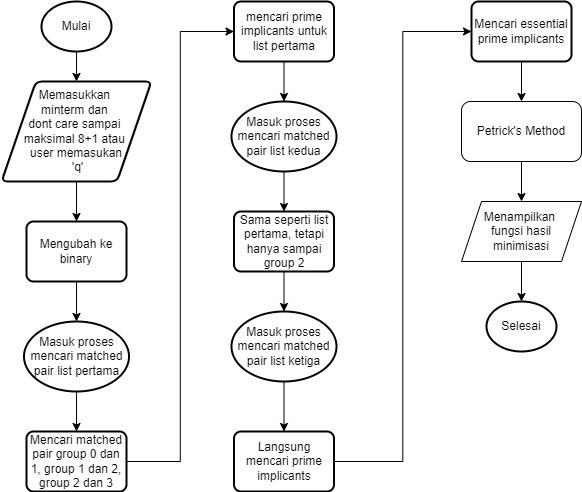 Mulai
Memasukkan
minterm dan
dont care sampai
maksimal 8+1 atau
user memasukan
'q'
Mengubah ke
binary
Masuk proses
mencari matched
pair list pertama
Mencari matched
pair group 0 dan
1, group 1 dan 2,
group 2 dan 3
mencari prime
implicants untuk
list pertama
Masuk proses
mencari matched
pair list kedua
Sama seperti list
pertama, tetapi
hanya sampai
group 2
Masuk proses
mencari matched
pair list ketiga
Langsung
mencari prime
implicants
Mencari essential
prime implicants
Petrick's Method
Menampilkan
fungsi hasil
minimisasi
Selesai